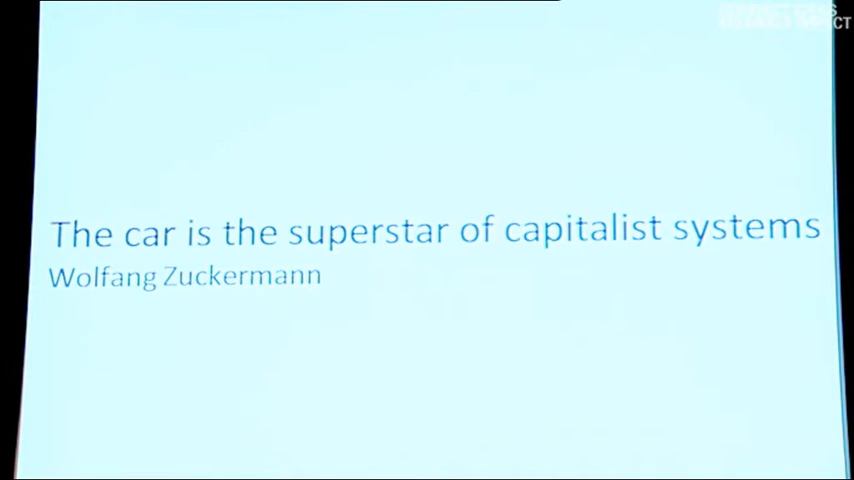 The car is the superstar of capitalist systems
Wolfang Zuckermann